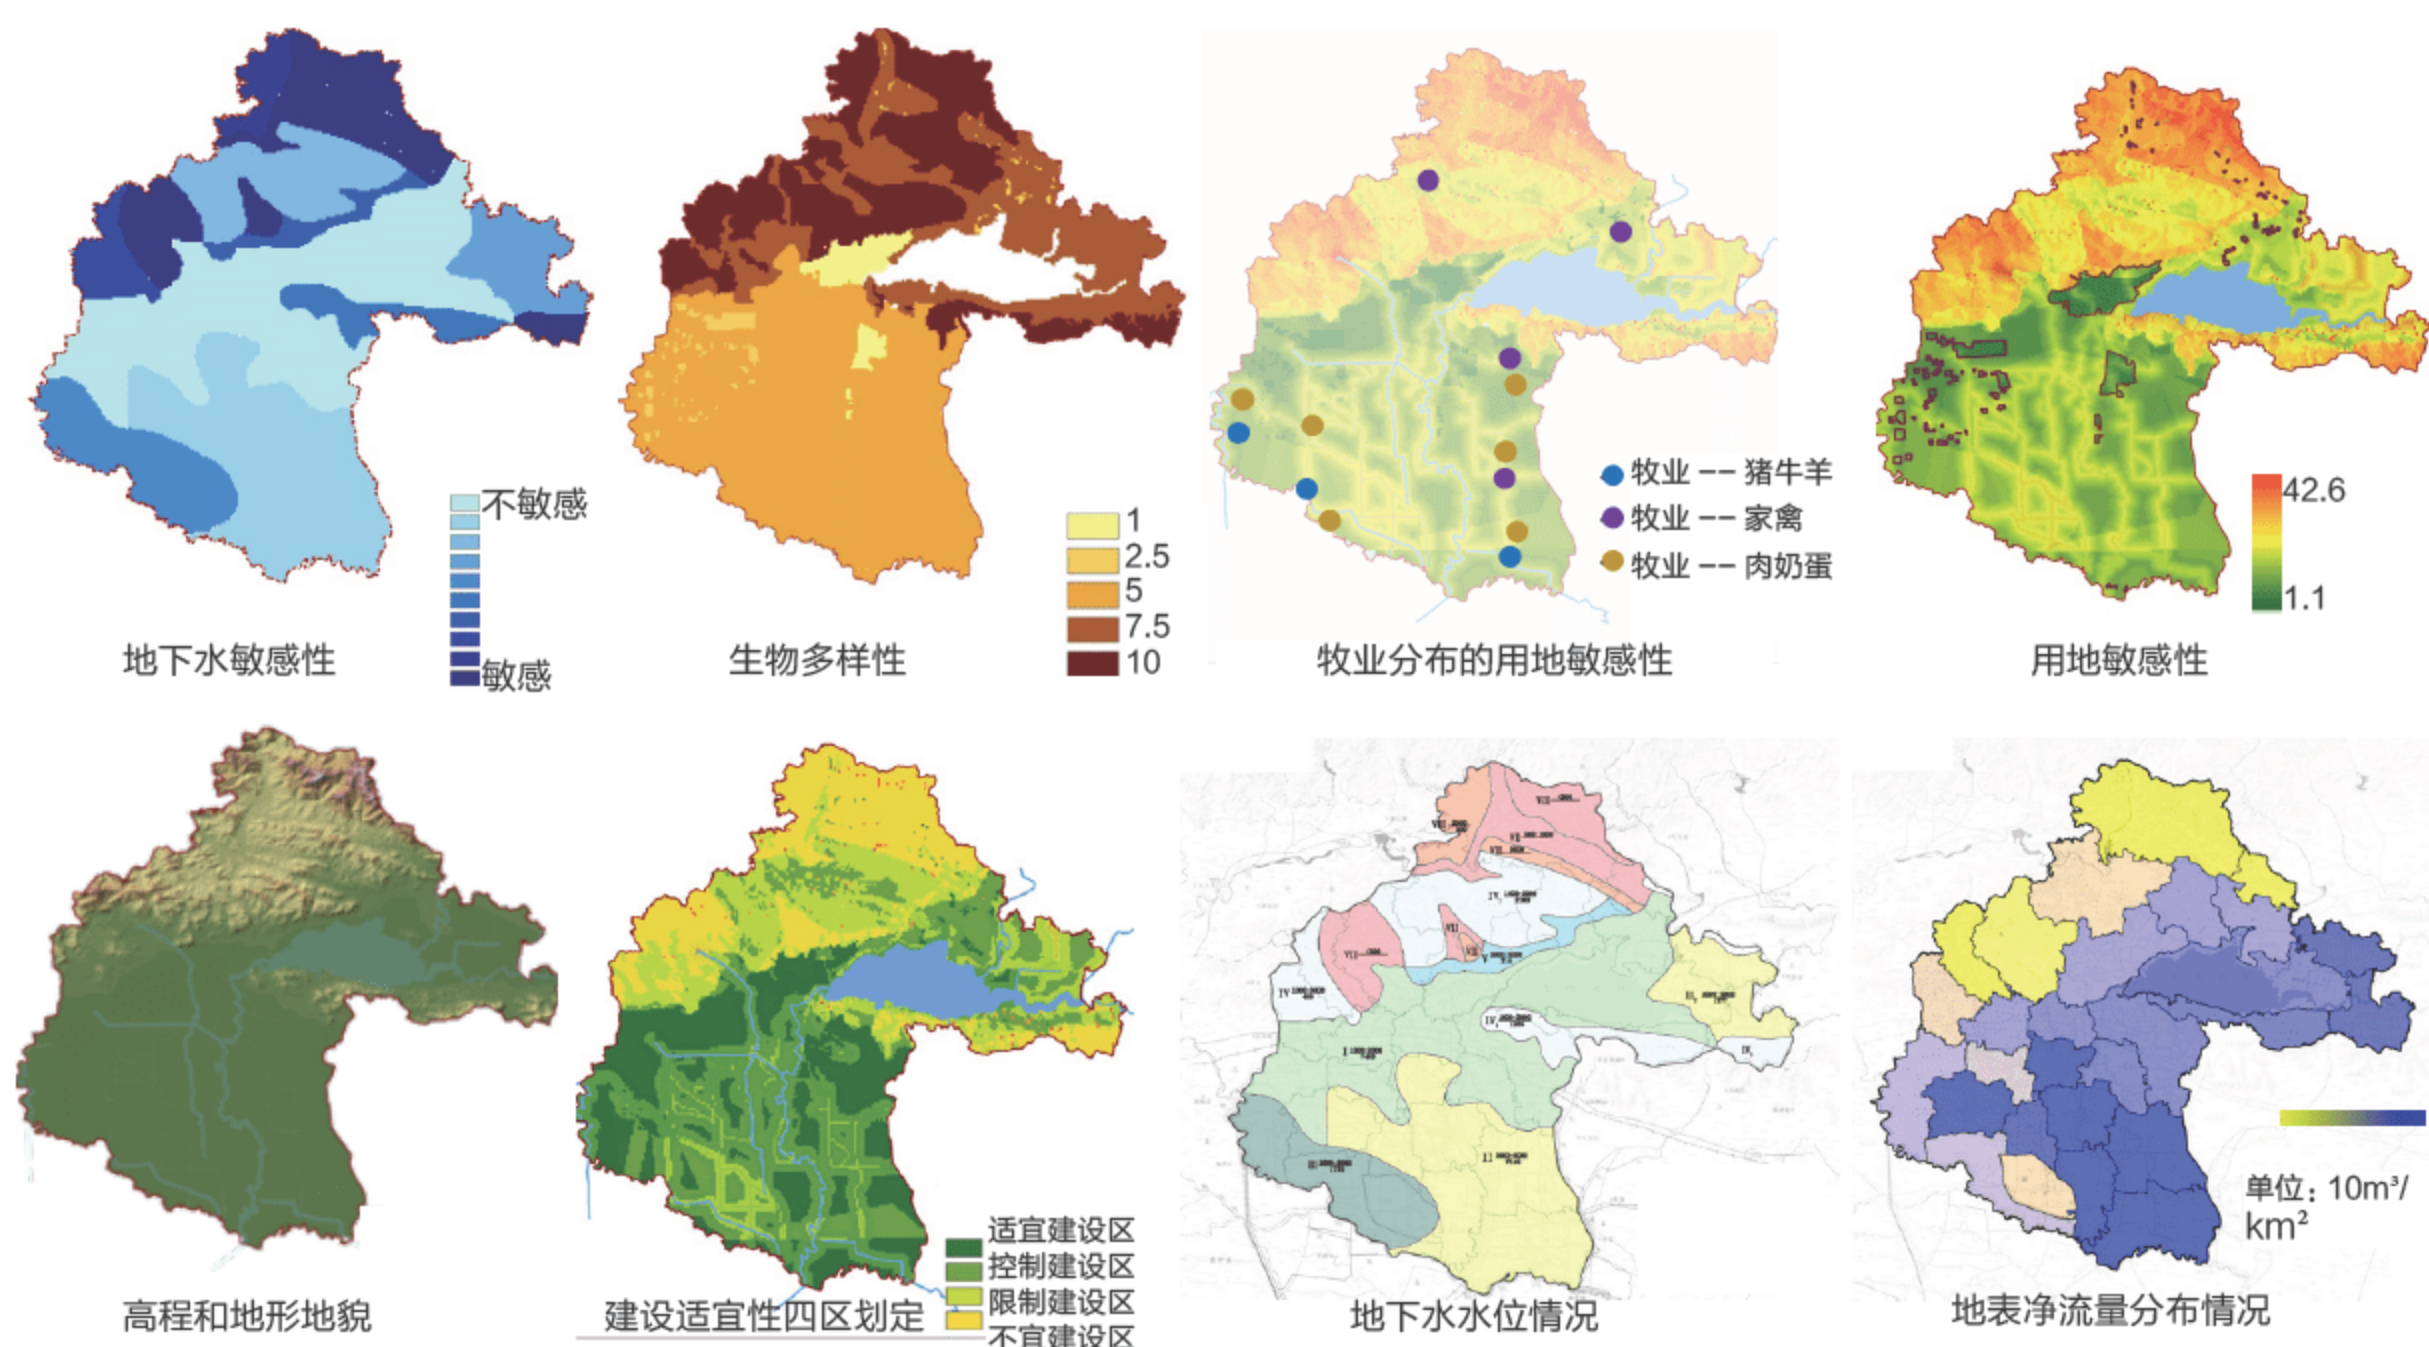 不敏感
敏感
地下水敏感性
1
2.5
5
7.5
10
生物多样性
牧业 –– 猪牛羊
牧业 –– 家禽
牧业 –– 肉奶蛋
牧业分布的用地敏感性
42.6
1.1
用地敏感性
高程和地形地貌
适宜建设区
控制建设区
限制建设区
不宜建设区
建设适宜性四区划定
地下水水位情况
单位：10m³/
km²
地表净流量分布情况